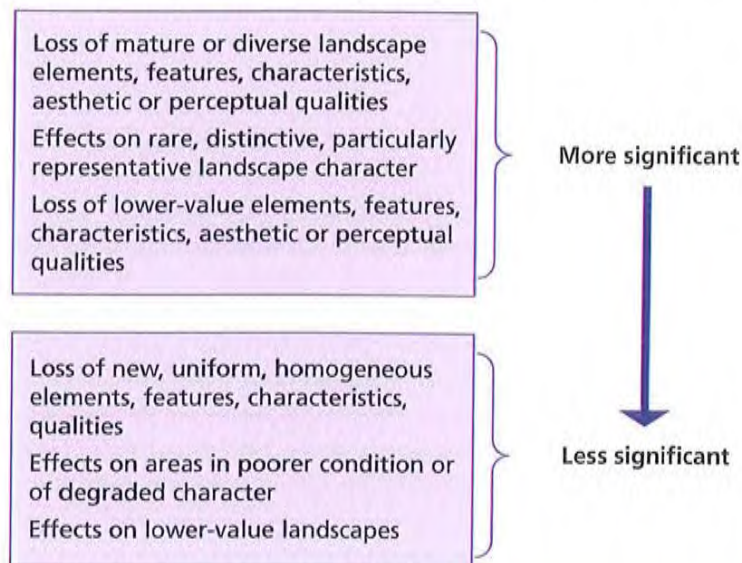 Loss of mature or diverse landscape
elements, features, characteristics,
aesthetic or perceptual qualities
Effects on rare, distinctive, particularly
representative landscape character
Loss of lower-value elements, features,
characteristics, aesthetic or perceptual
qualities
More significant
Loss of new, uniform, homogeneous
elements, features, characteristics,
qualities
Effects on areas in poorer condition or
of degraded character
Effects on lower-value landscapes
Less significant